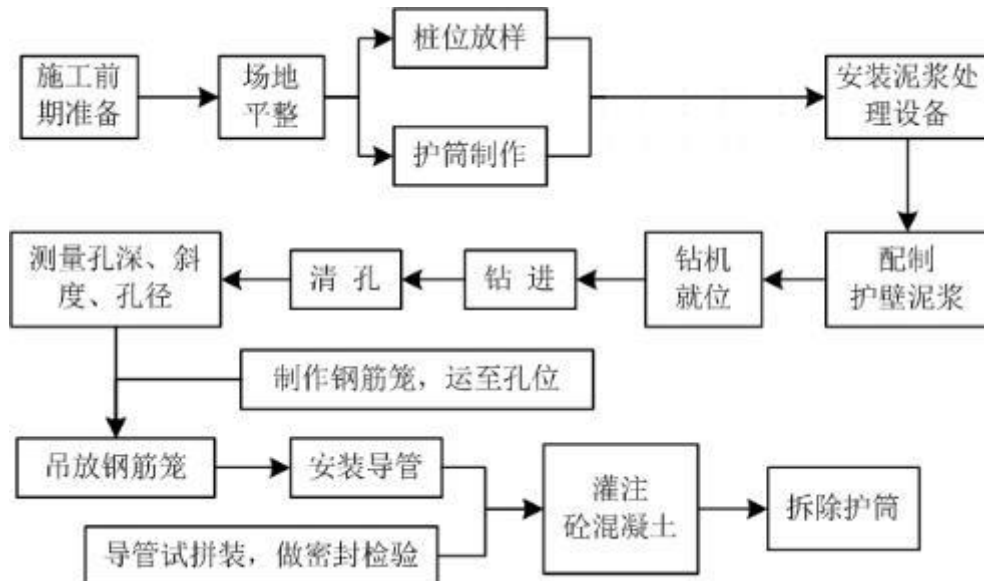 施工前
期准备
场地
平整
桩位放样
护筒制作
安装泥浆处
理设备
测量孔深、斜
度、孔径
清 孔
钻 进
钻机
就位
配制
护壁泥浆
制作钢筋笼，运至孔位
吊放钢筋笼
安装导管
灌注
砼混凝土
拆除护筒
导管试拼装，做密封检验